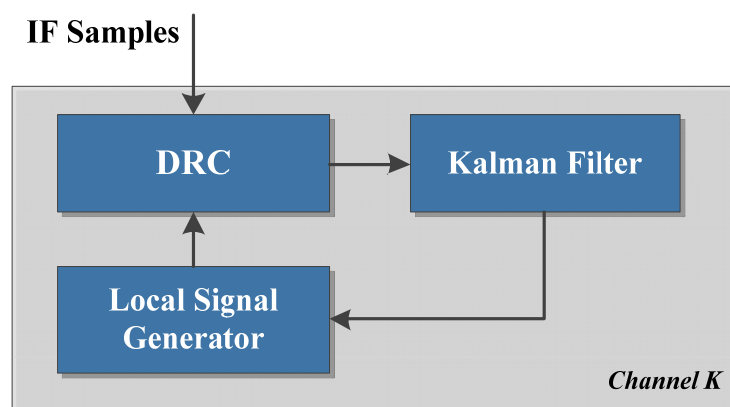 IF Samples
DRC
Kalman Filter
Local Signal
Generator
Channel K